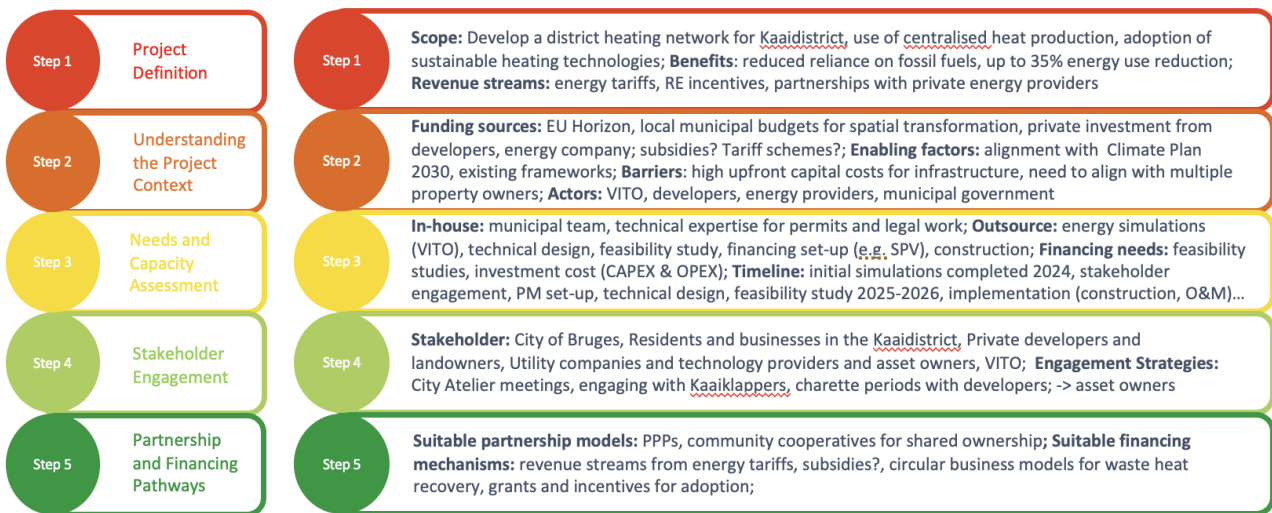 Step 1
Project
Definition
Step 1
Scope: Develop a district heating network for Kaaidistrict, use of centralised heat production, adoption of
sustainable heating technologies; Benefits: reduced reliance on fossil fuels, up to 35% energy use reduction;
Revenue streams: energy tariffs, RE incentives, partnerships with private energy providers
Step 2
Understanding
the Project
Context
Step 2
Funding sources: EU Horizon, local municipal budgets for spatial transformation, private investment from
developers, energy company; subsidies? Tariff schemes?; Enabling factors: alignment with Climate Plan
2030, existing frameworks; Barriers: high upfront capital costs for infrastructure, need to align with multiple
property owners; Actors: VITO, developers, energy providers, municipal government
Step 3
Needs and
Capacity
Assessment
Step 3
In-house: municipal team, technical expertise for permits and legal work; Outsource: energy simulations
(VITO), technical design, feasibility study, financing set-up (e.g. SPV), construction; Financing needs: feasibility
studies, investment cost (CAPEX & OPEX); Timeline: initial simulations completed 2024, stakeholder
engagement, PM set-up, technical design, feasibility study 2025-2026, implementation (construction, O&M)...
Step 4
Stakeholder
Engagement
Step 4
Stakeholder: City of Bruges, Residents and businesses in the Kaaidistrict, Private developers and
landowners, Utility companies and technology providers and asset owners, VITO; Engagement Strategies:
City Atelier meetings, engaging with Kaaiklappers, charette periods with developers; -> asset owners
Step 5
Partnership
and Financing
Pathways
Step 5
Suitable partnership models: PPPs, community cooperatives for shared ownership; Suitable financing
mechanisms: revenue streams from energy tariffs, subsidies?, circular business models for waste heat
recovery, grants and incentives for adoption;